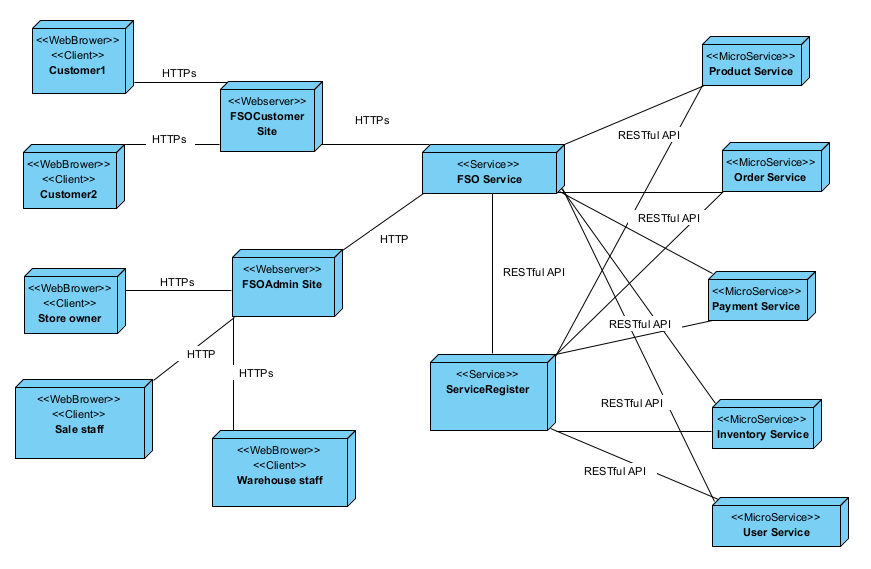 <<WebBrower>>
<<Client>>
Customer1
HTTPs
<<Webserver>>
FSOCustomer
Site
HTTPs
<<MicroService>>
Product Service
RESTful API
HTTPs
<<WebBrower>>
<<Client>>
Customer2
<<Service>>
FSO Service
<<MicroService>>
Order Service
RESTful API
HTTP
<<Webserver>>
FSOAdmin Site
RESTful API
HTTPs
<<WebBrower>>
<<Client>>
Store owner
<<MicroService>>
Payment Service
RESTful API
HTTP
HTTPs
<<Service>>
ServiceRegister
<<WebBrower>>
<<Client>>
Sale staff
RESTful API
<<MicroService>>
Inventory Service
<<WebBrower>>
<<Client>>
Warehouse staff
RESTful API
<<MicroService>>
User Service